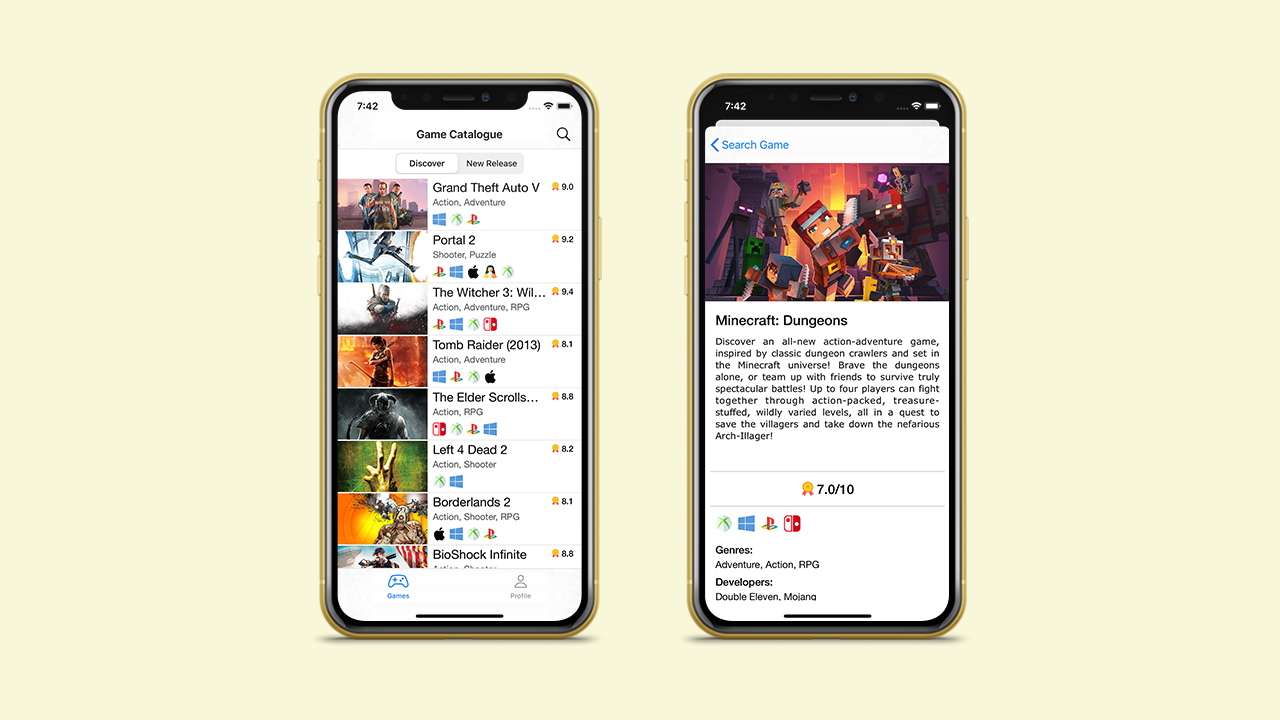 7:42
Game Catalogue
Discover
New Release
Grand Theft Auto V
9.0
Action, Adventure
Portal 2
9.2
Shooter, Puzzle
The Witcher 3: Wil...
9.4
Action, Adventure, RPG
Tomb Raider (2013)
8.1
Action, Adventure
The Elder Scrolls...
8.8
Action, RPG
Left 4 Dead 2
8.2
Action, Shooter
Borderlands 2
8.1
Action, Shooter, RPG
BioShock Infinite
8.8
Action, Shooter
Games
Profile
7:42
Search Game
Minecraft: Dungeons
Discover an all-new action-adventure game,
inspired by classic dungeon crawlers and set in
the Minecraft universe! Brave the dungeons
alone, or team up with friends to survive truly
spectacular battles! Up to four players can fight
together through action-packed, treasure-
stuffed, wildly varied levels, all in a quest to
save the villagers and take down the nefarious
Arch-Illager!
7.0/10
Genres:
Adventure, Action, RPG
Developers:
Double Eleven, Mojang